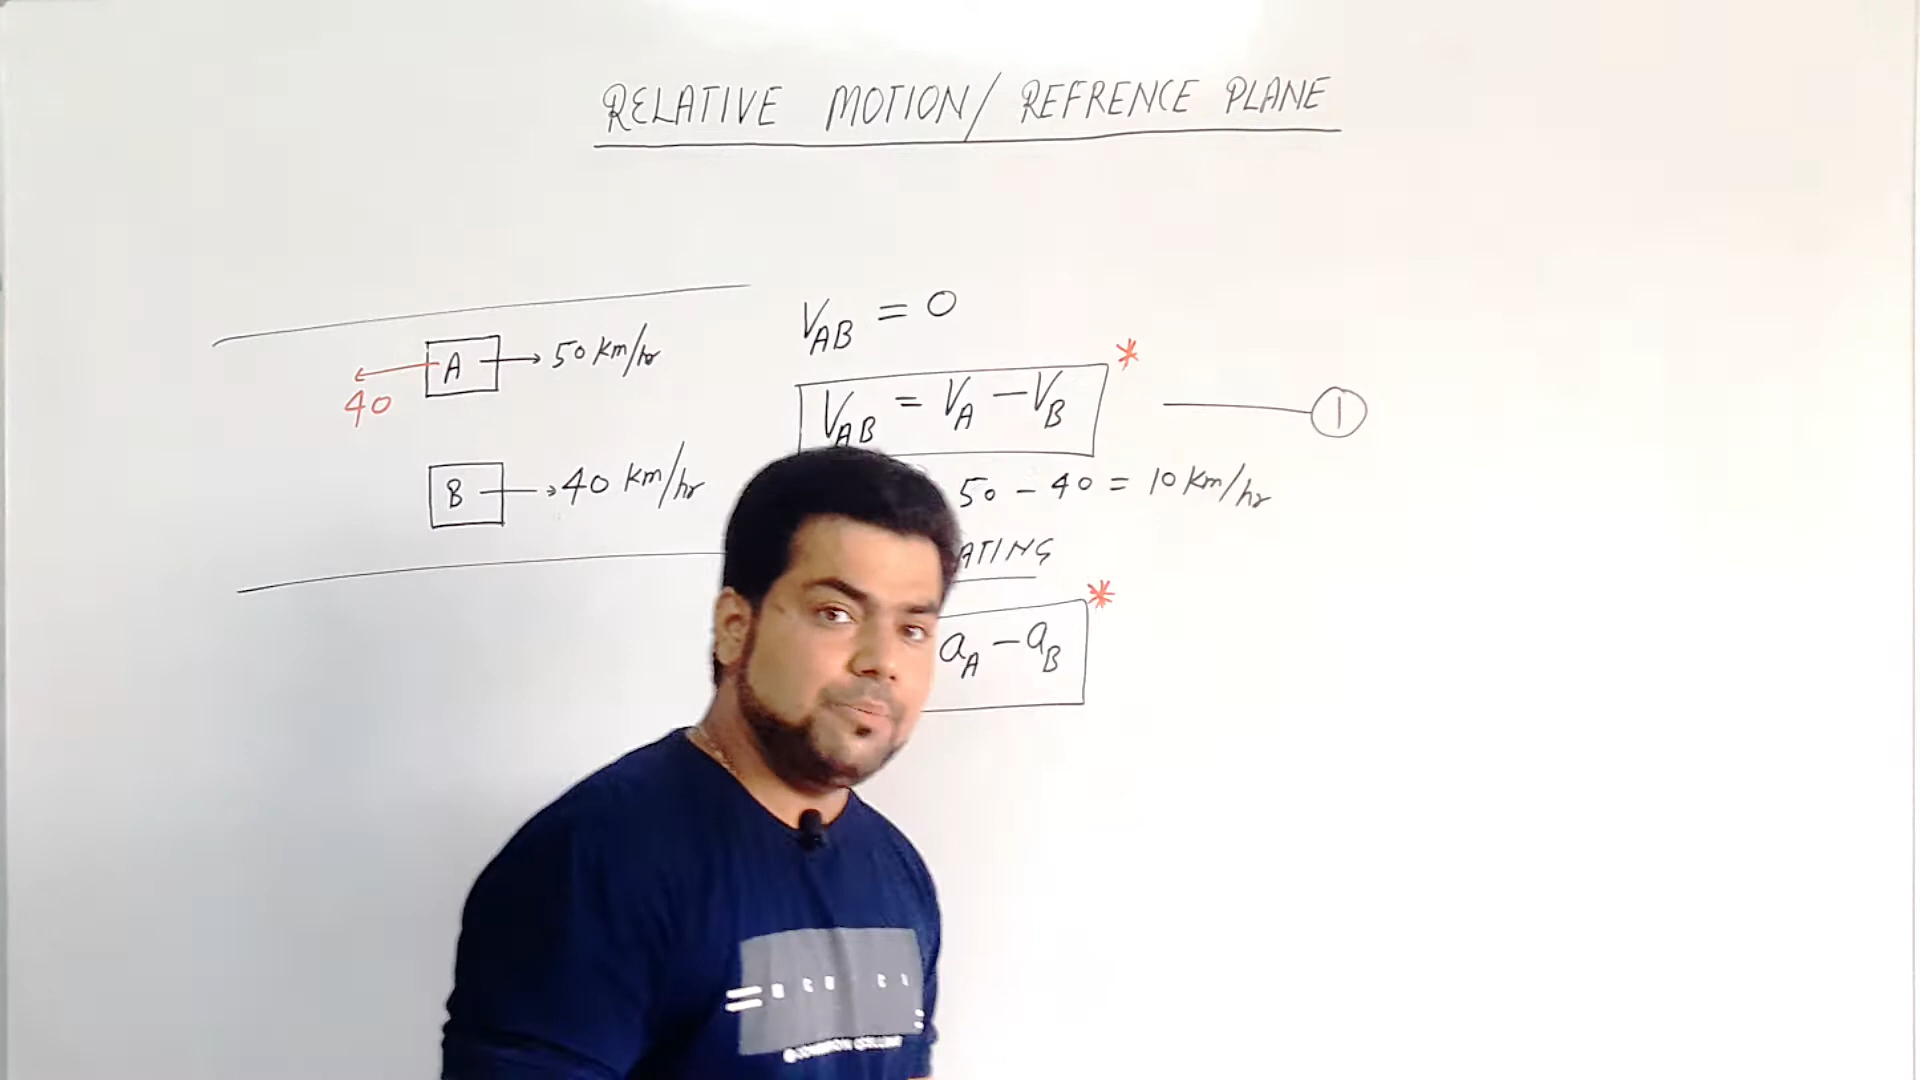 RELATIVE MOTION/ REFRENCE PLANE
V_AB = 0
A → 50 km/hr
← 40
V_AB = V_A - V_B *
①
B → 40 km/hr
50 - 40 = 10 km/hr
ATING
*
a_A - a_B